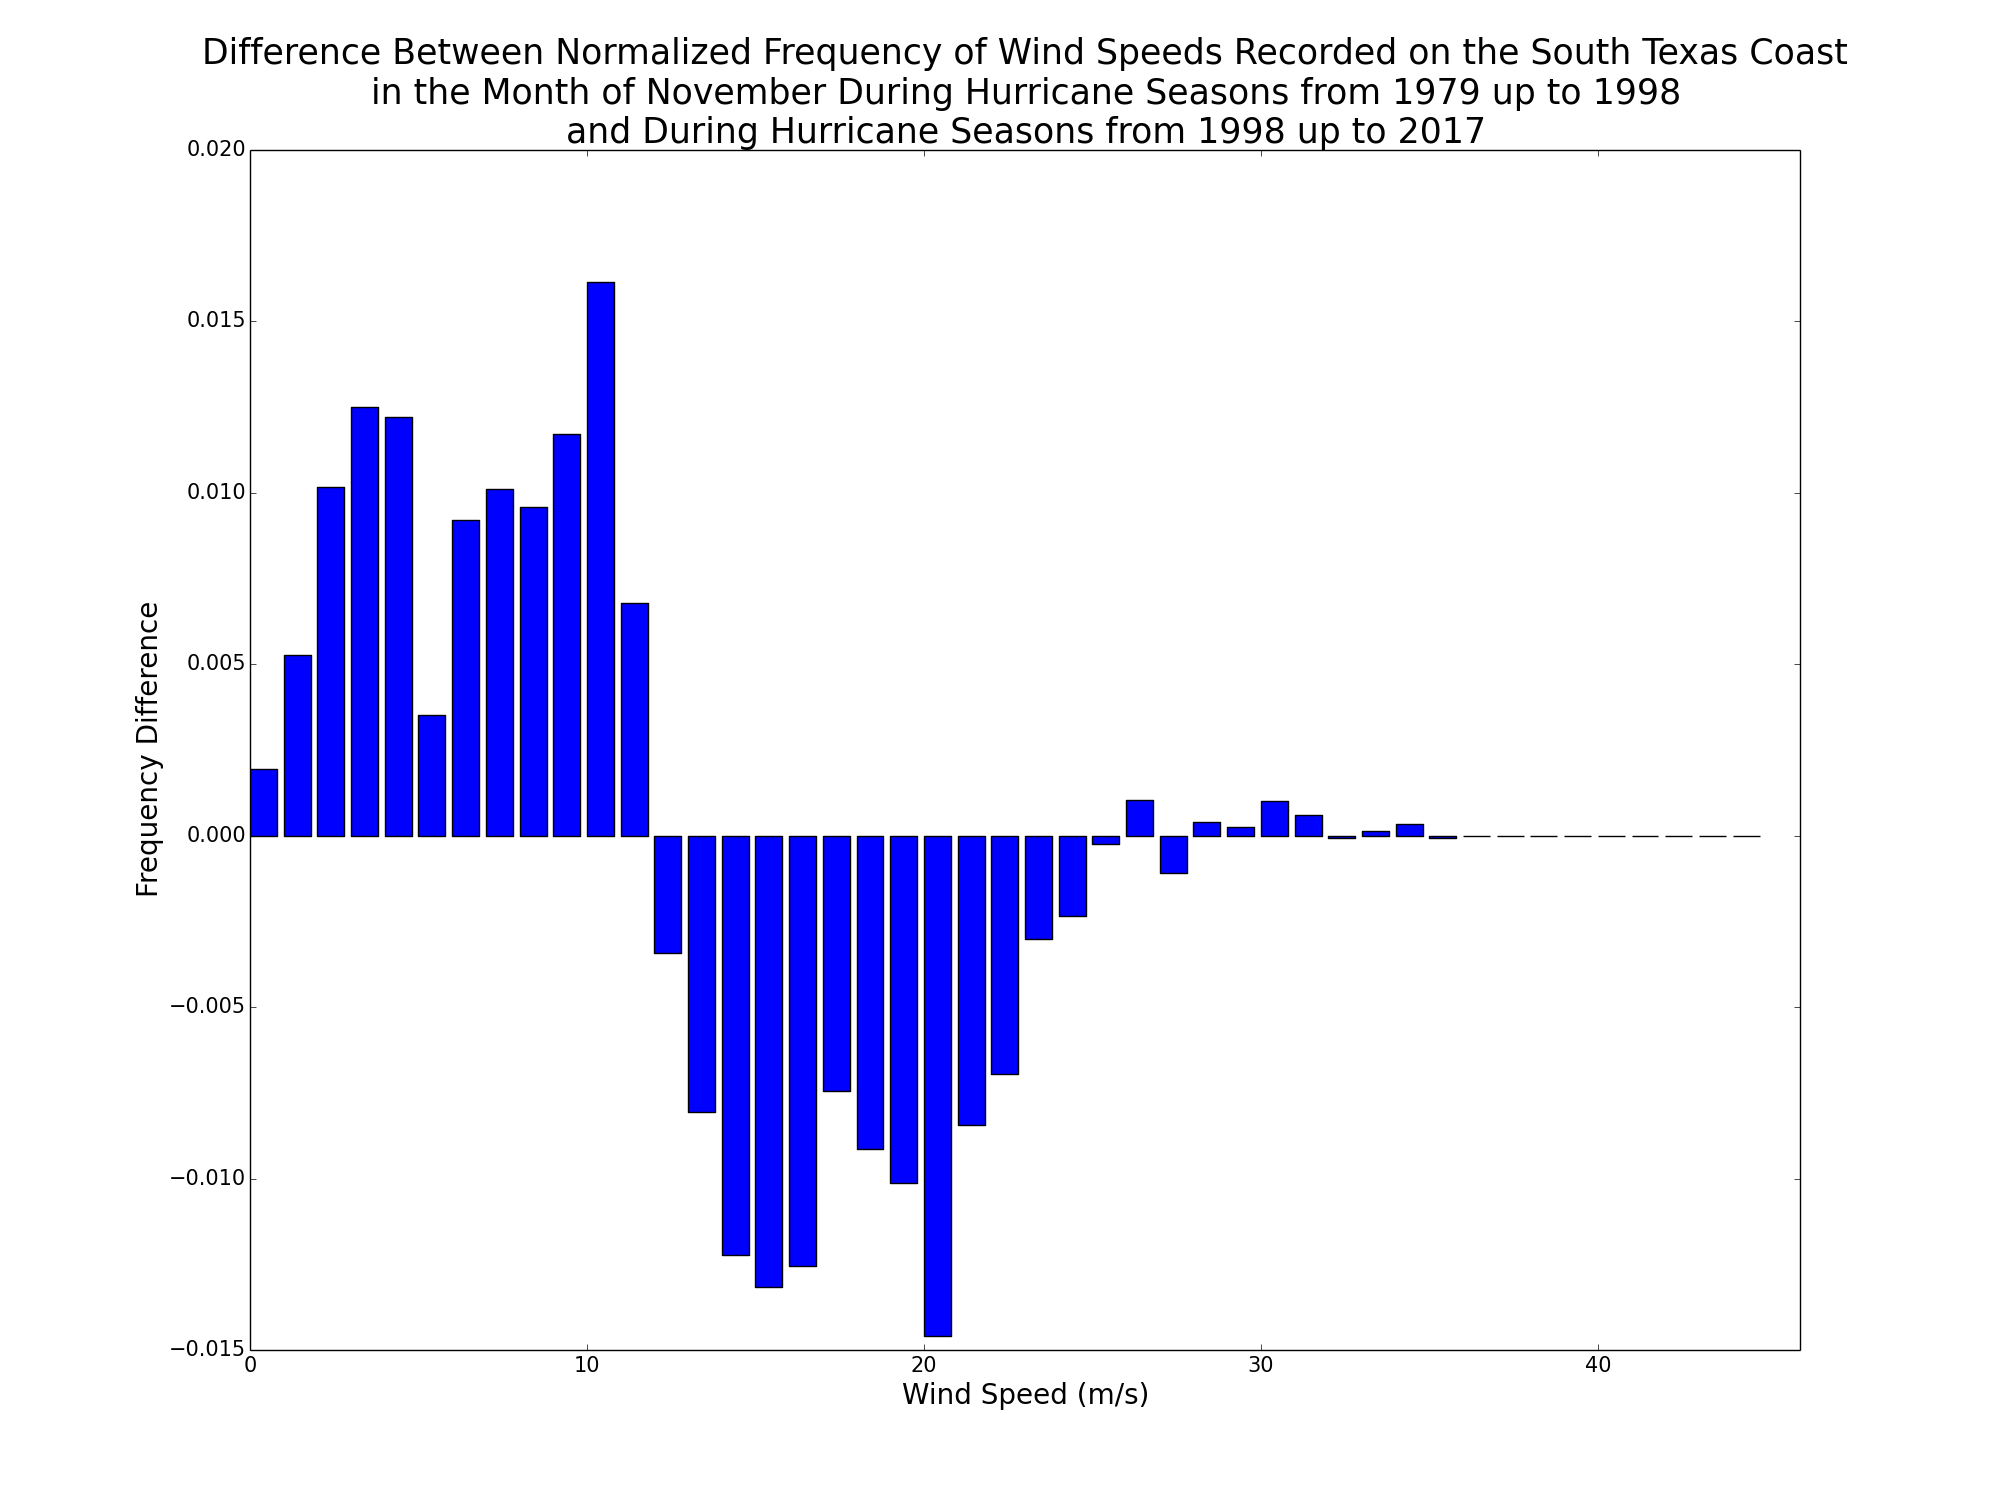 Difference Between Normalized Frequency of Wind Speeds Recorded on the South Texas Coast
in the Month of November During Hurricane Seasons from 1979 up to 1998
and During Hurricane Seasons from 1998 up to 2017
0.020
0.015
0.010
0.005
0.000
−0.005
−0.010
−0.015
Frequency Difference
0 10 20 30 40
Wind Speed (m/s)